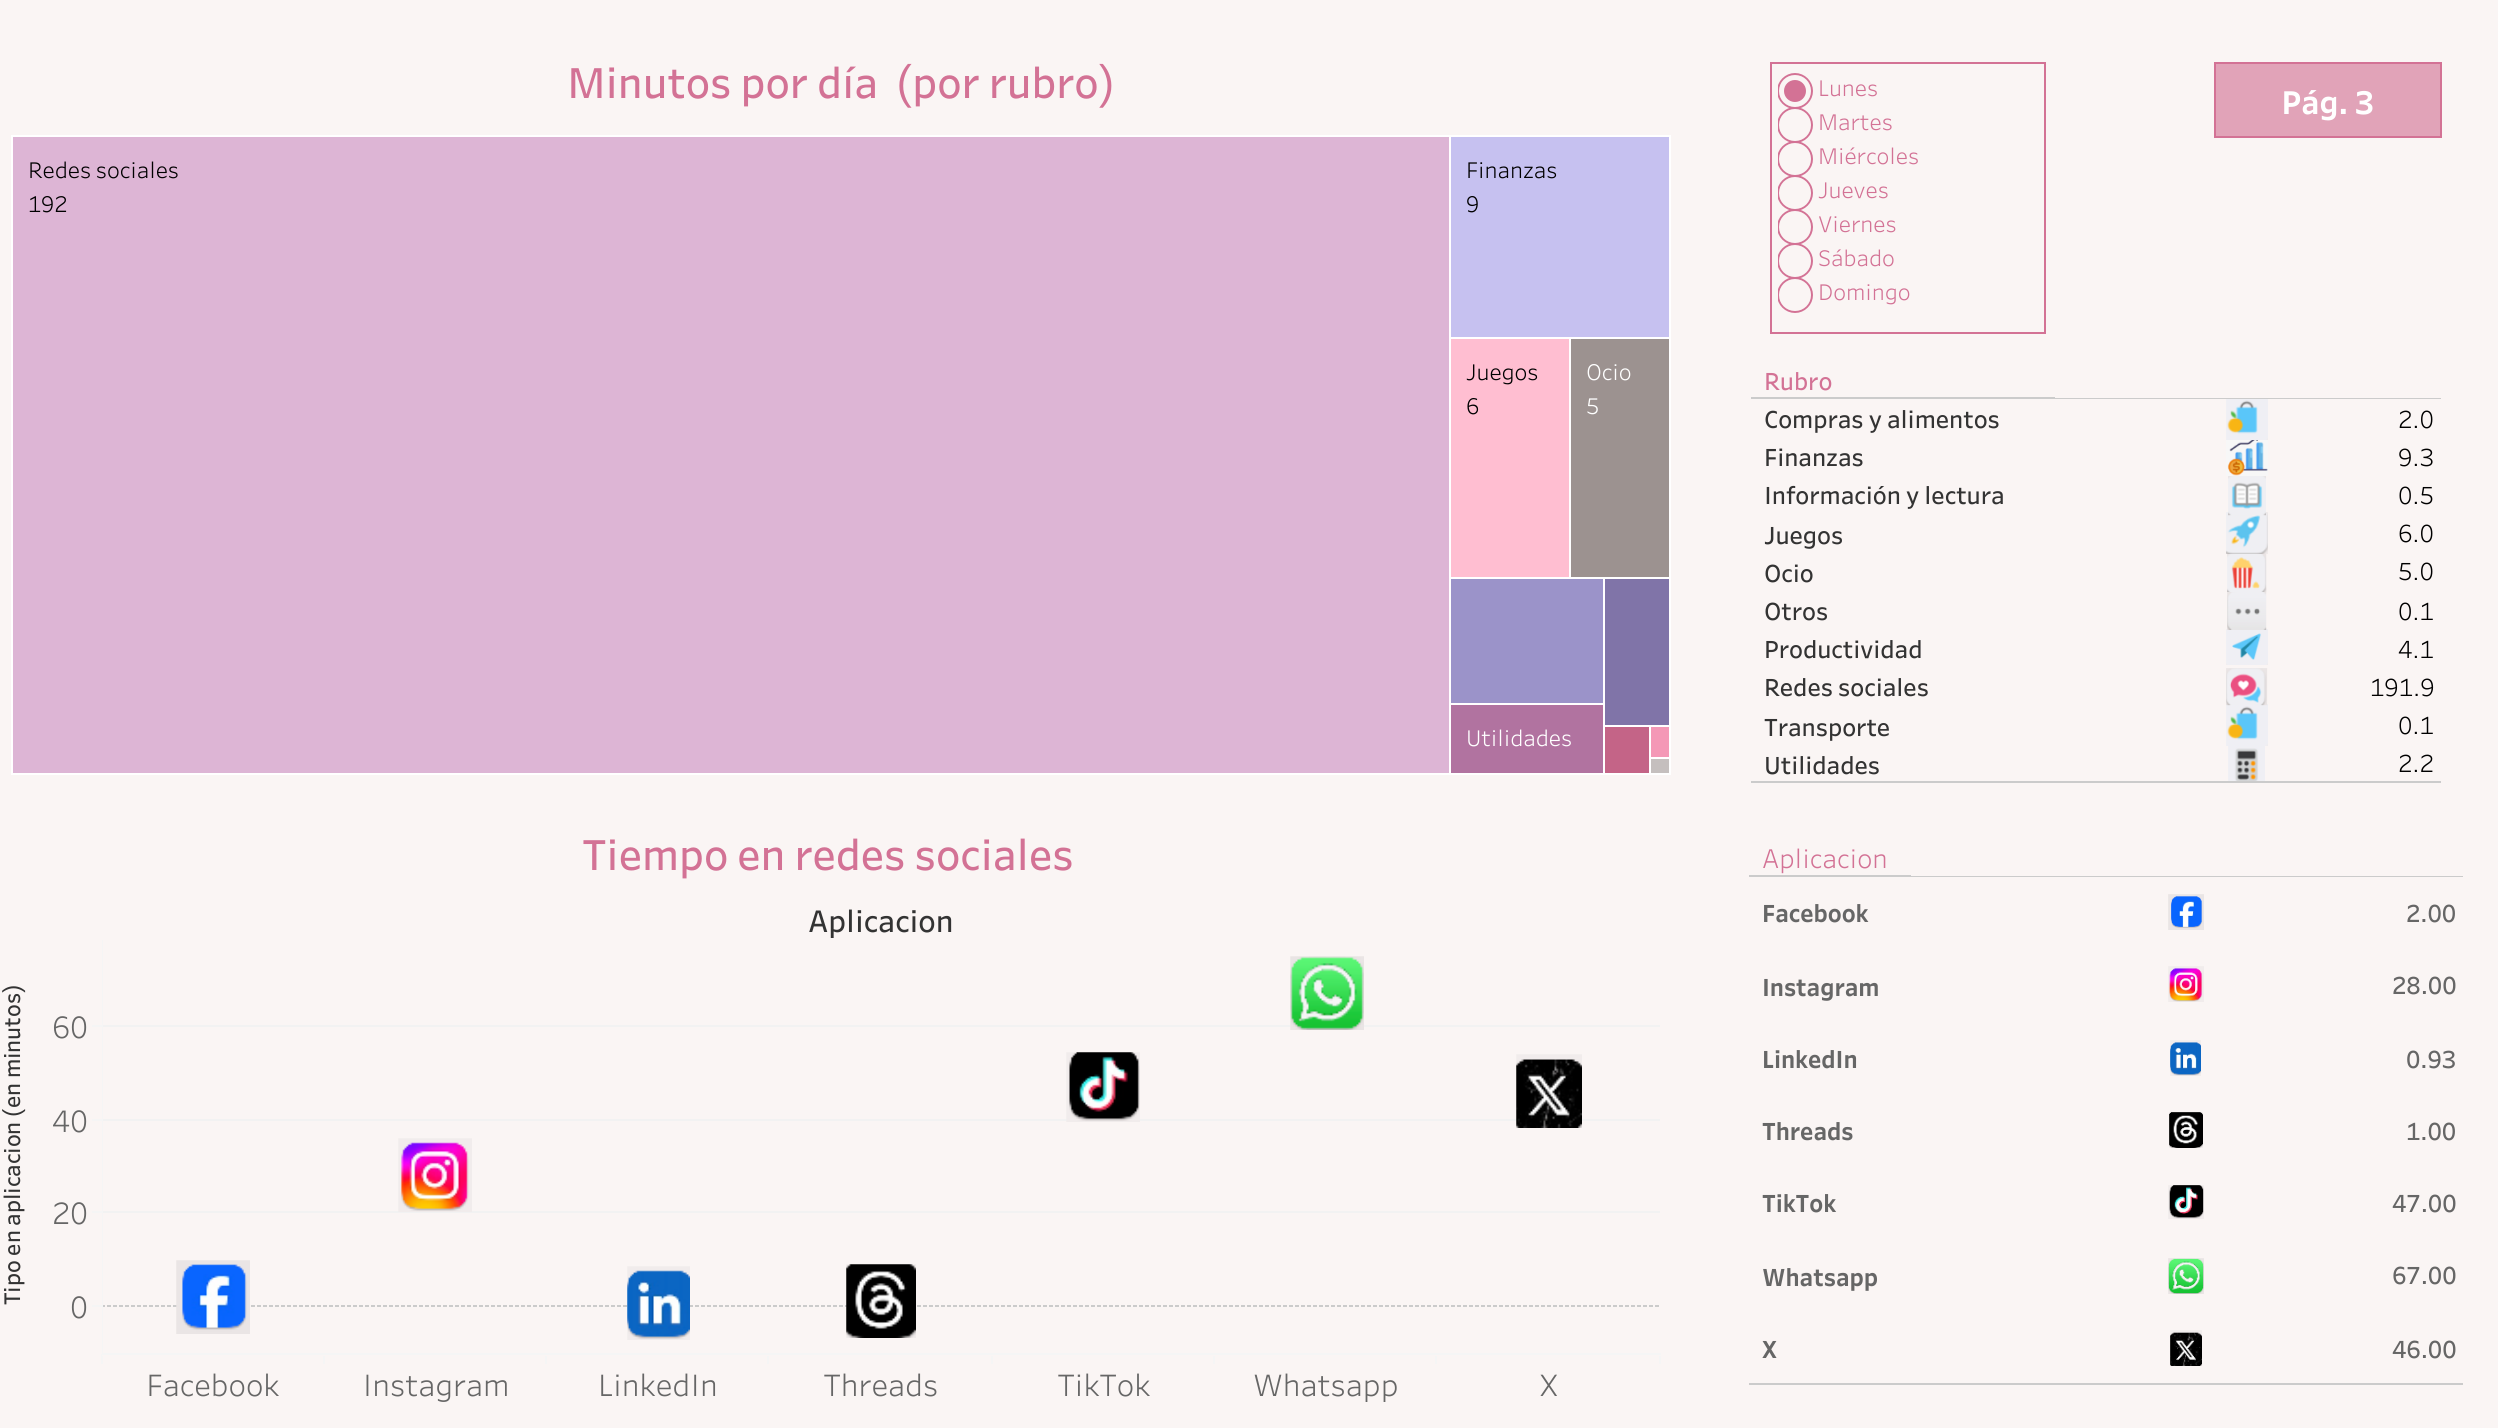 Minutos por día (por rubro)
Redes sociales
192
Finanzas
9
Juegos
6
Ocio
5
Utilidades
Lunes
Martes
Miércoles
Jueves
Viernes
Sábado
Domingo
Pág. 3
Rubro
Compras y alimentos 2.0
Finanzas 9.3
Información y lectura 0.5
Juegos 6.0
Ocio 5.0
Otros 0.1
Productividad 4.1
Redes sociales 191.9
Transporte 0.1
Utilidades 2.2
Tiempo en redes sociales
Aplicacion
Tipo en aplicacion (en minutos)
60
40
20
0
Facebook Instagram LinkedIn Threads TikTok Whatsapp X
Aplicacion
Facebook 2.00
Instagram 28.00
LinkedIn 0.93
Threads 1.00
TikTok 47.00
Whatsapp 67.00
X 46.00